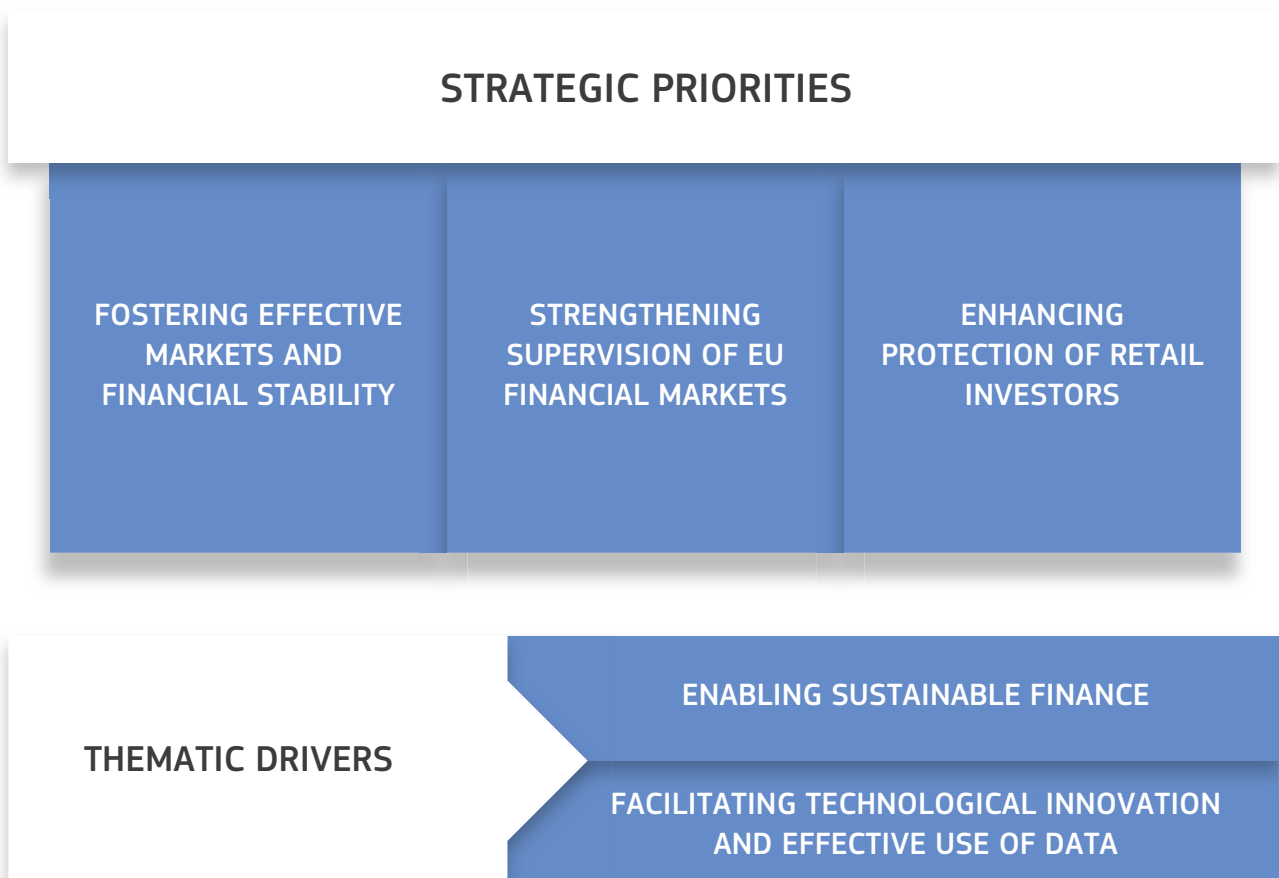 STRATEGIC PRIORITIES
FOSTERING EFFECTIVE
MARKETS AND
FINANCIAL STABILITY
STRENGTHENING
SUPERVISION OF EU
FINANCIAL MARKETS
ENHANCING
PROTECTION OF RETAIL
INVESTORS
THEMATIC DRIVERS
ENABLING SUSTAINABLE FINANCE
FACILITATING TECHNOLOGICAL INNOVATION
AND EFFECTIVE USE OF DATA